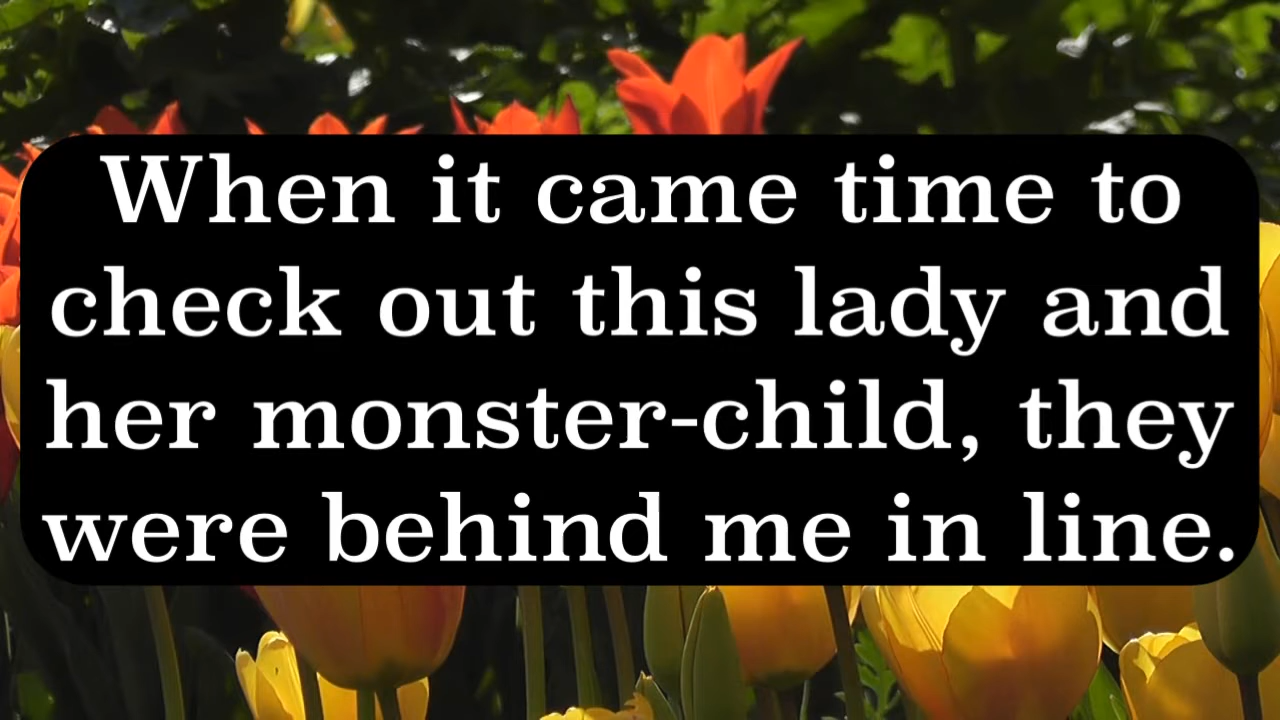 When it came time to
check out this lady and
her monster-child, they
were behind me in line.